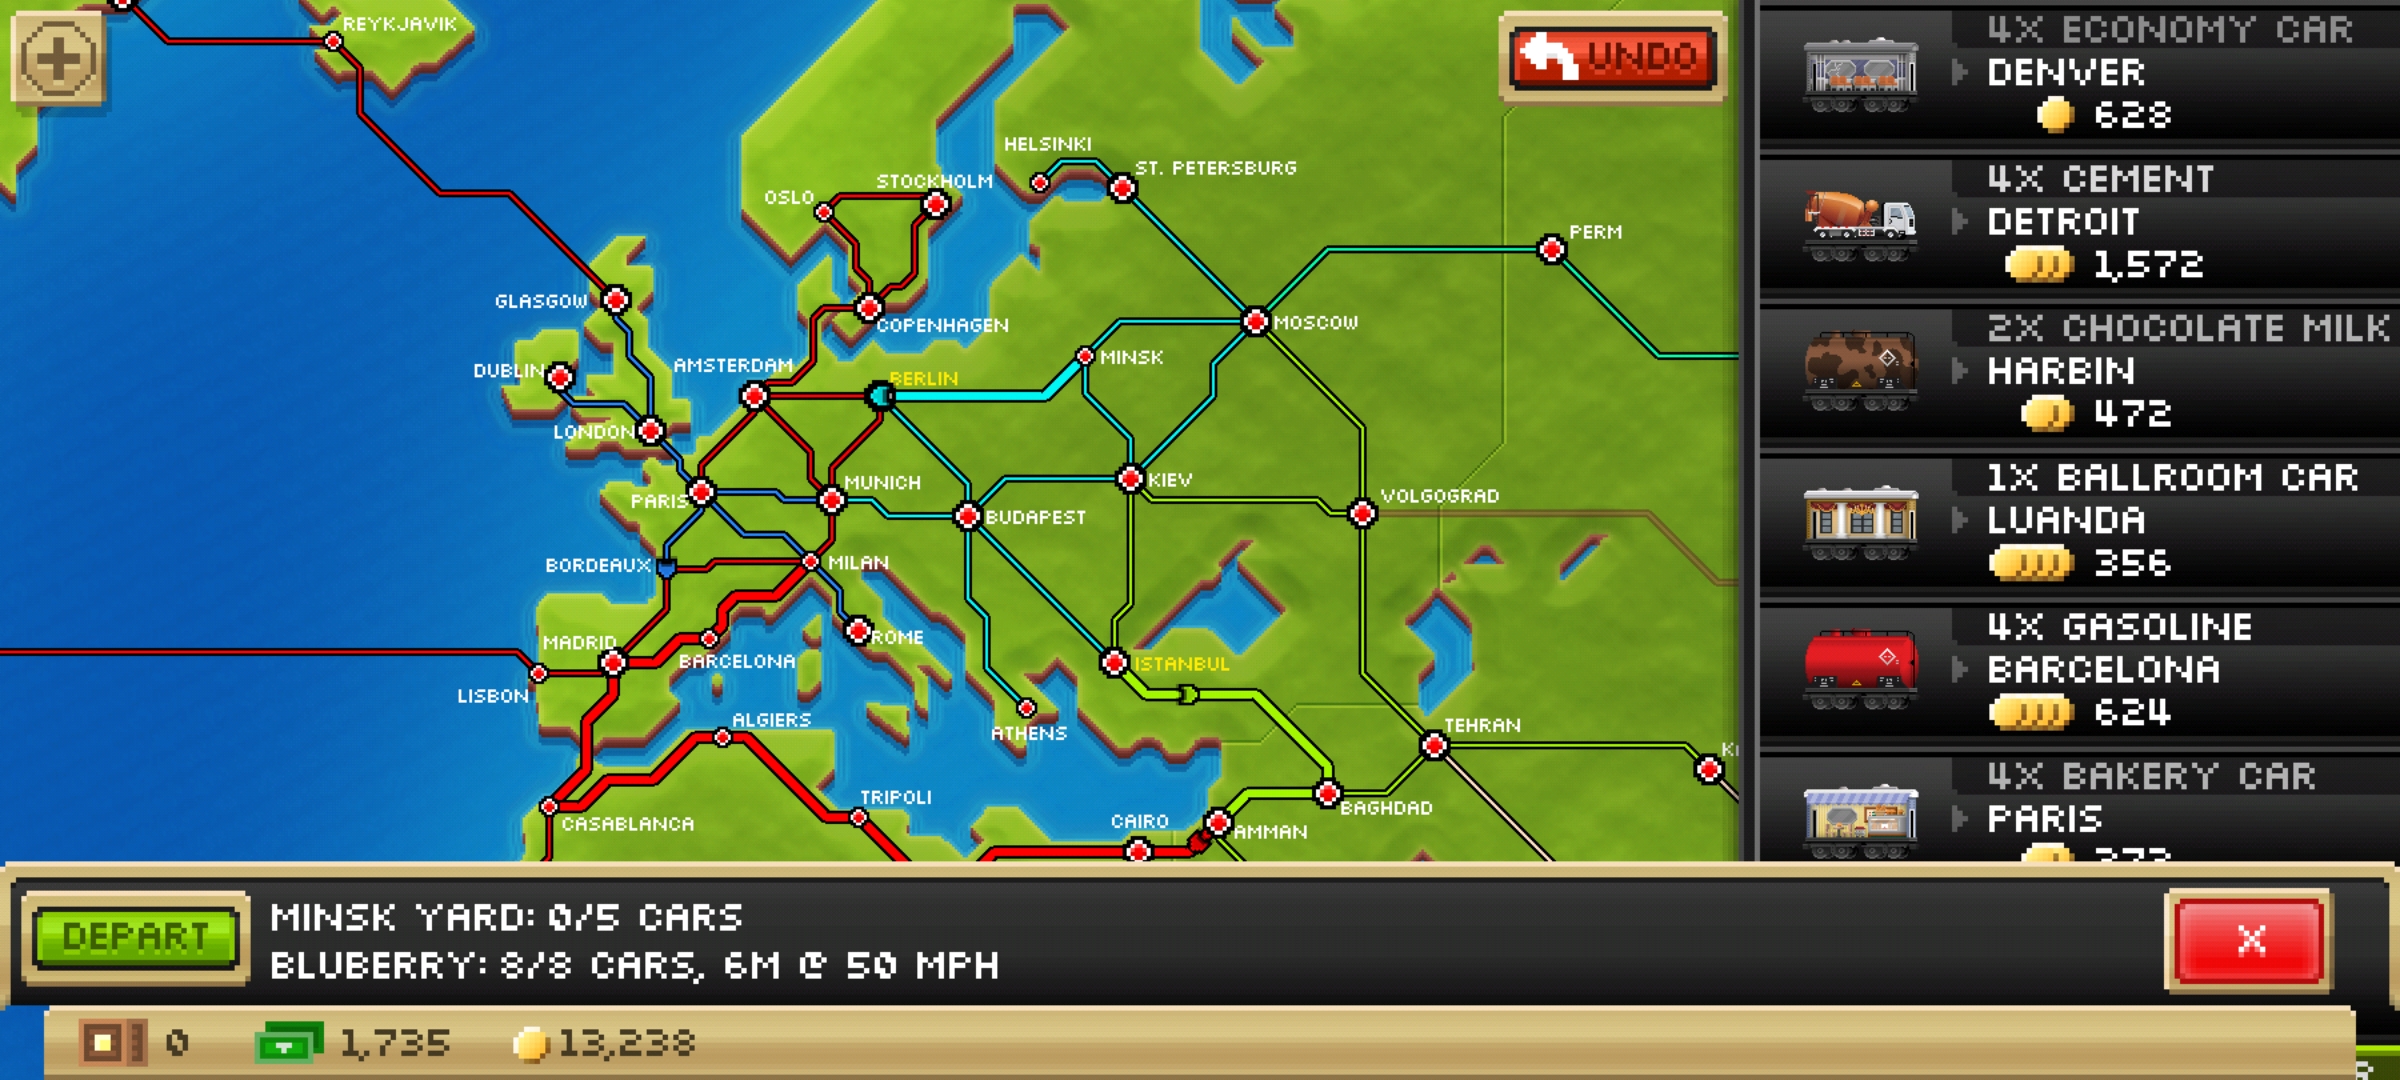 REYKJAVIK
UNDO
HELSINKI
ST. PETERSBURG
STOCKHOLM
OSLO
PERM
GLASGOW
COPENHAGEN
MOSCOW
MINSK
AMSTERDAM
DUBLIN
BERLIN
LONDON
MUNICH
KIEV
VOLGOGRAD
PARIS
BUDAPEST
BORDEAUX
MILAN
MADRID
ROME
BARCELONA
ISTANBUL
LISBON
ALGIERS
ATHENS
TEHRAN
TRIPOLI
BAGHDAD
CASABLANCA
CAIRO
AMMAN
4X ECONOMY CAR
DENVER
628
4X CEMENT
DETROIT
1,572
2X CHOCOLATE MILK
HARBIN
472
1X BALLROOM CAR
LUANDA
356
4X GASOLINE
BARCELONA
624
4X BAKERY CAR
PARIS
DEPART
MINSK YARD: 0/5 CARS
BLUBERRY: 8/8 CARS, 6M @ 50 MPH
X
0
1,735
13,238